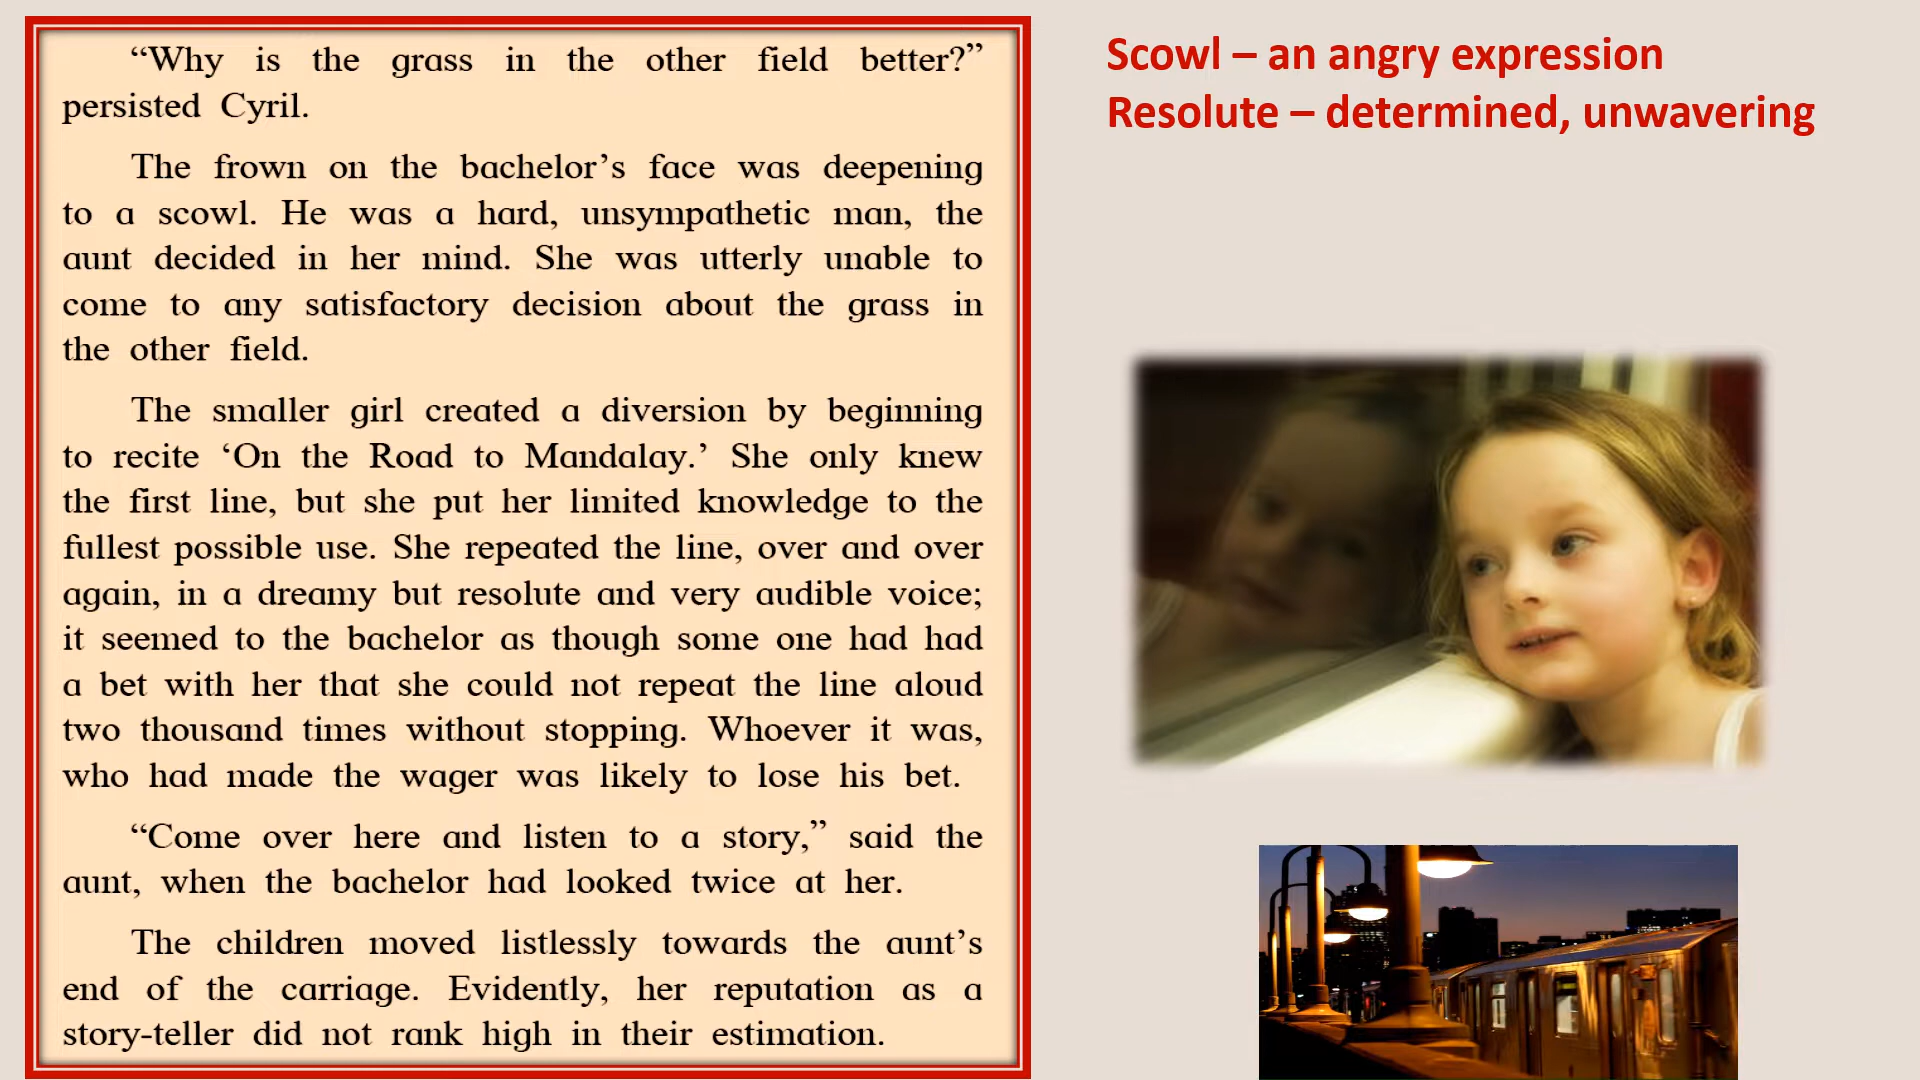 “Why is the grass in the other field better?”
persisted Cyril.
The frown on the bachelor’s face was deepening
to a scowl. He was a hard, unsympathetic man, the
aunt decided in her mind. She was utterly unable to
come to any satisfactory decision about the grass in
the other field.
The smaller girl created a diversion by beginning
to recite ‘On the Road to Mandalay.’ She only knew
the first line, but she put her limited knowledge to the
fullest possible use. She repeated the line, over and over
again, in a dreamy but resolute and very audible voice;
it seemed to the bachelor as though some one had had
a bet with her that she could not repeat the line aloud
two thousand times without stopping. Whoever it was,
who had made the wager was likely to lose his bet.
“Come over here and listen to a story,” said the
aunt, when the bachelor had looked twice at her.
The children moved listlessly towards the aunt’s
end of the carriage. Evidently, her reputation as a
story-teller did not rank high in their estimation.
Scowl – an angry expression
Resolute – determined, unwavering